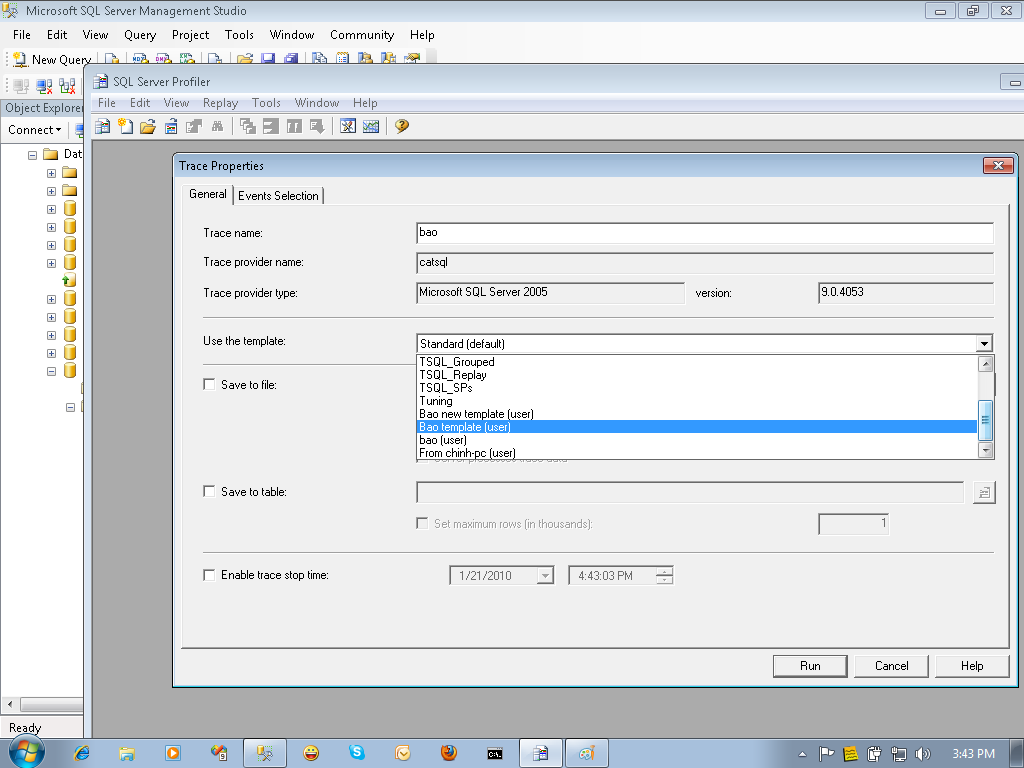 Microsoft SQL Server Management Studio
File Edit View Query Project Tools Window Community Help
New Query
SQL Server Profiler
Object Explorer
File Edit View Replay Tools Window Help
Connect
Dat
Trace Properties
General Events Selection
Trace name: bao
Trace provider name: catsql
Trace provider type: Microsoft SQL Server 2005 version: 9.0.4053
Use the template: Standard (default)
TSQL_Grouped
TSQL_Replay
Save to file:
TSQL_SPs
Tuning
Bao new template (user)
Bao template (user)
bao (user)
From chinh-pc (user)
Save to table:
Set maximum rows (in thousands): 1
Enable trace stop time: 1/21/2010 4:43:03 PM
Run Cancel Help
Ready
C:\.
3:43 PM